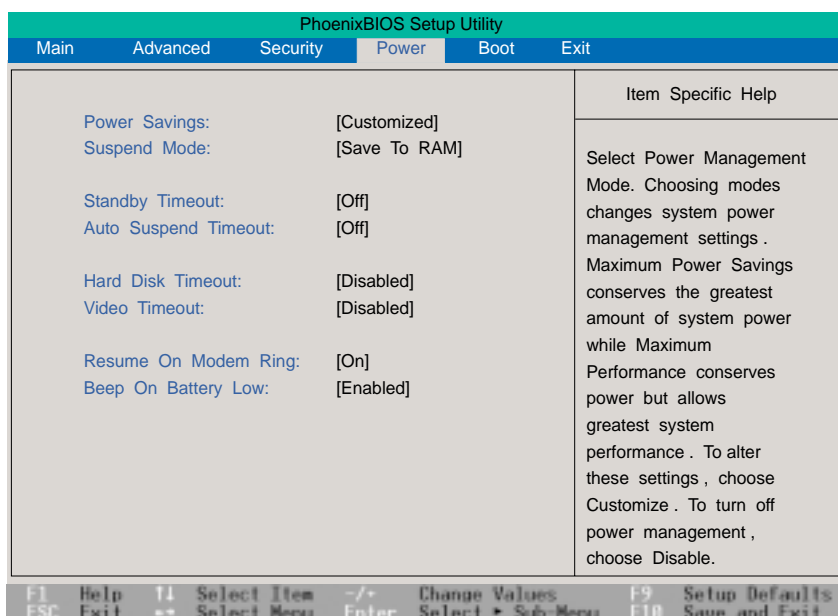 PhoenixBIOS Setup Utility
Main Advanced Security Power Boot Exit
Power Savings: [Customized]
Suspend Mode: [Save To RAM]
Standby Timeout: [Off]
Auto Suspend Timeout: [Off]
Hard Disk Timeout: [Disabled]
Video Timeout: [Disabled]
Resume On Modem Ring: [On]
Beep On Battery Low: [Enabled]
Item Specific Help
Select Power Management
Mode. Choosing modes
changes system power
management settings .
Maximum Power Savings
conserves the greatest
amount of system power
while Maximum
Performance conserves
power but allows
greatest system
performance . To alter
these settings , choose
Customize . To turn off
power management ,
choose Disable.
F1 Help ↑↓ Select Item -/+ Change Values F9 Setup Defaults
ESC Exit ←→ Select Menu Enter Select ▸ Sub-Menu F10 Save and Exits